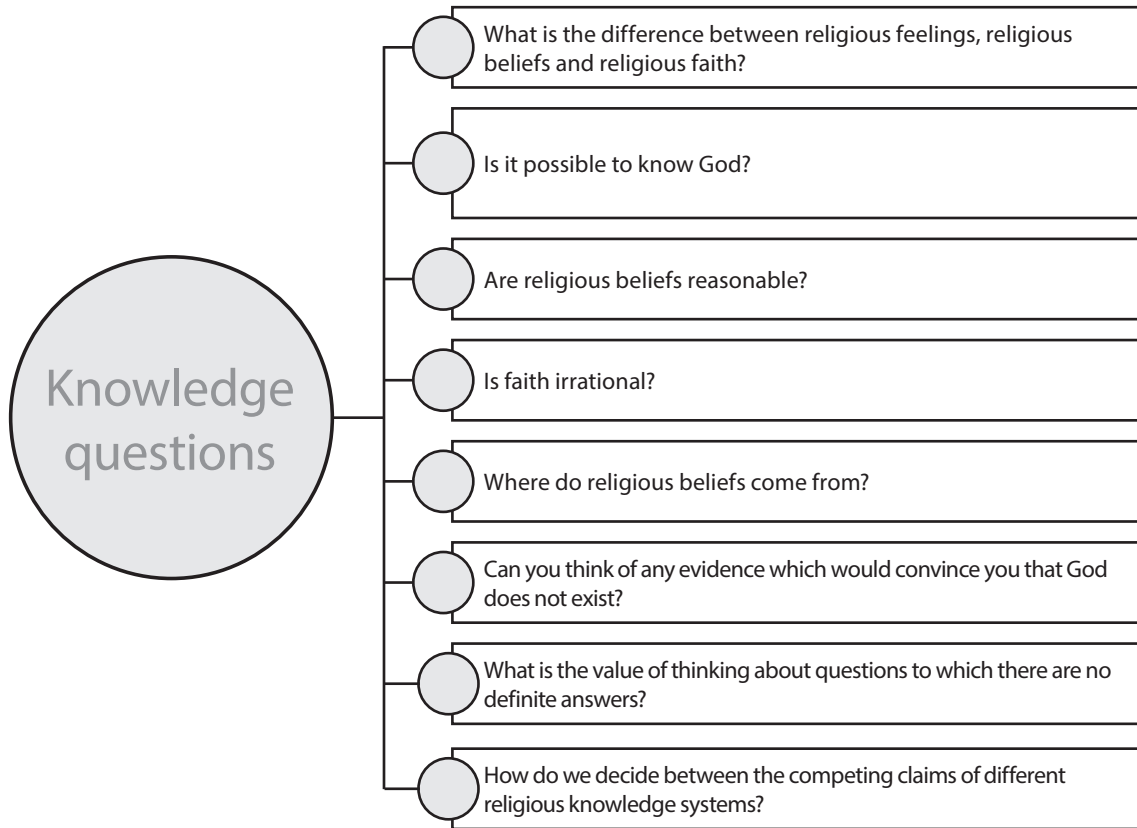 Knowledge
questions
What is the difference between religious feelings, religious
beliefs and religious faith?
Is it possible to know God?
Are religious beliefs reasonable?
Is faith irrational?
Where do religious beliefs come from?
Can you think of any evidence which would convince you that God
does not exist?
What is the value of thinking about questions to which there are no
definite answers?
How do we decide between the competing claims of different
religious knowledge systems?